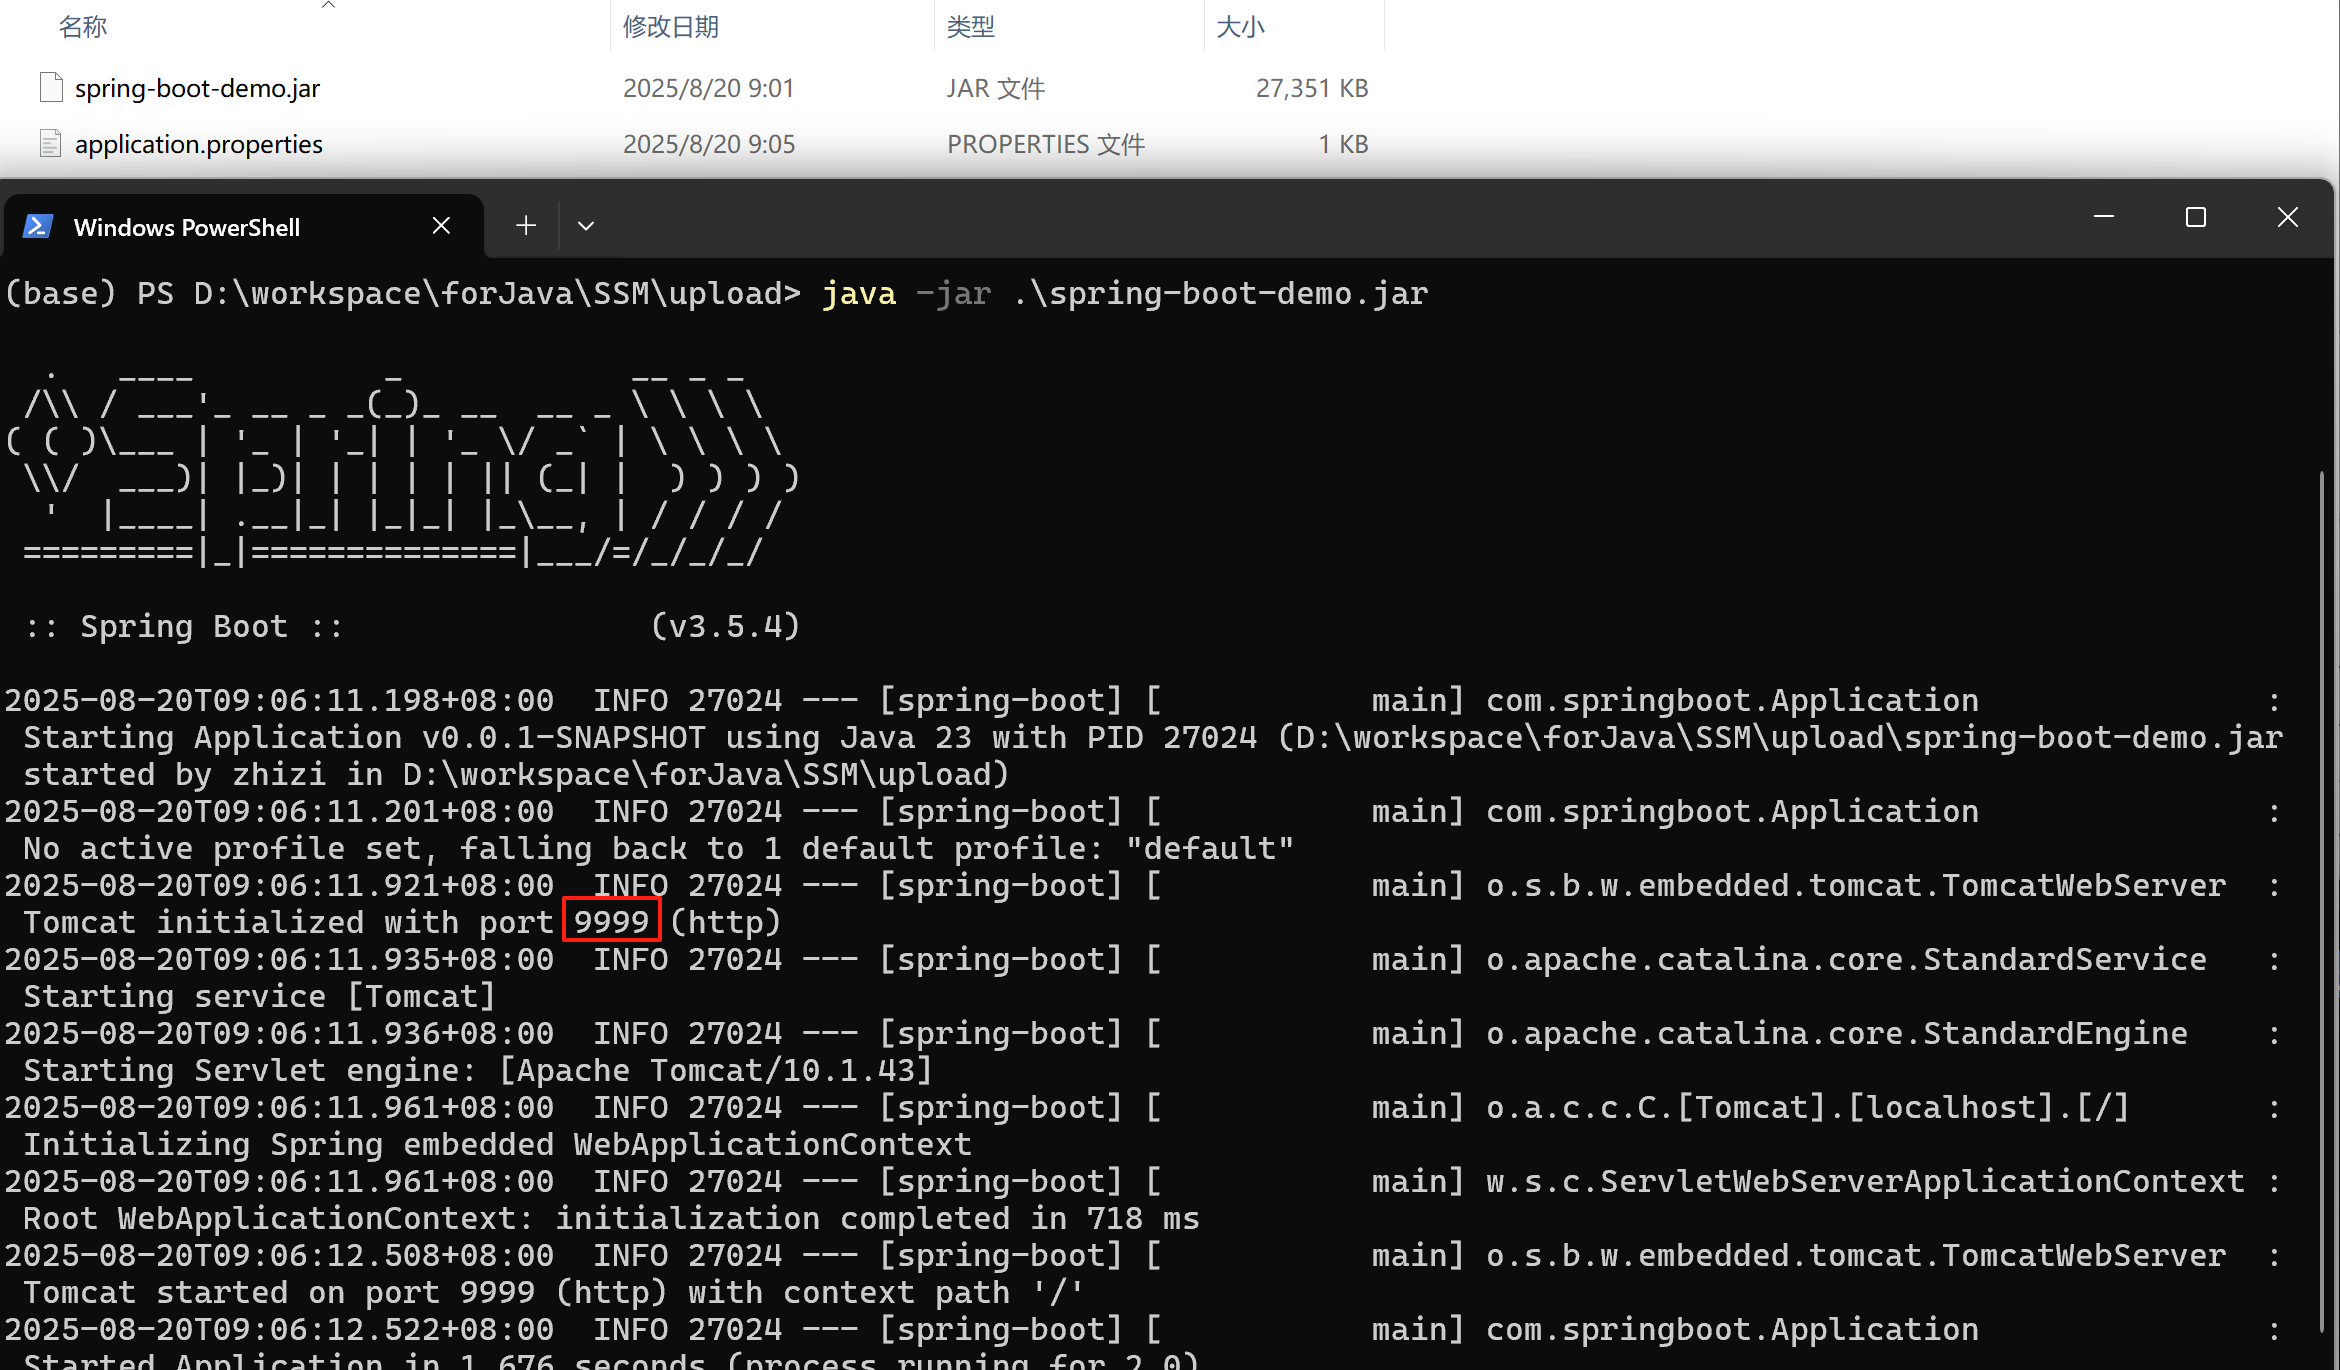 名称 修改日期 类型 大小
spring-boot-demo.jar 2025/8/20 9:01 JAR 文件 27,351 KB
application.properties 2025/8/20 9:05 PROPERTIES 文件 1 KB
Windows PowerShell
(base) PS D:\workspace\forJava\SSM\upload> java -jar .\spring-boot-demo.jar
  .   ____          _            __ _ _
 /\\ / ___'_ __ _ _(_)_ __  __ _ \ \ \ \
( ( )\___ | '_ | '_| | '_ \/ _` | \ \ \ \
 \\/  ___)| |_)| | | | | || (_| |  ) ) ) )
  '  |____| .__|_| |_|_| |_\__, | / / / /
 =========|_|==============|___/=/_/_/_/
 :: Spring Boot ::                (v3.5.4)
2025-08-20T09:06:11.198+08:00  INFO 27024 --- [spring-boot] [           main] com.springboot.Application               :
 Starting Application v0.0.1-SNAPSHOT using Java 23 with PID 27024 (D:\workspace\forJava\SSM\upload\spring-boot-demo.jar
 started by zhizi in D:\workspace\forJava\SSM\upload)
2025-08-20T09:06:11.201+08:00  INFO 27024 --- [spring-boot] [           main] com.springboot.Application               :
 No active profile set, falling back to 1 default profile: "default"
2025-08-20T09:06:11.921+08:00  INFO 27024 --- [spring-boot] [           main] o.s.b.w.embedded.tomcat.TomcatWebServer  :
 Tomcat initialized with port 9999 (http)
2025-08-20T09:06:11.935+08:00  INFO 27024 --- [spring-boot] [           main] o.apache.catalina.core.StandardService   :
 Starting service [Tomcat]
2025-08-20T09:06:11.936+08:00  INFO 27024 --- [spring-boot] [           main] o.apache.catalina.core.StandardEngine    :
 Starting Servlet engine: [Apache Tomcat/10.1.43]
2025-08-20T09:06:11.961+08:00  INFO 27024 --- [spring-boot] [           main] o.a.c.c.C.[Tomcat].[localhost].[/]       :
 Initializing Spring embedded WebApplicationContext
2025-08-20T09:06:11.961+08:00  INFO 27024 --- [spring-boot] [           main] w.s.c.ServletWebServerApplicationContext :
 Root WebApplicationContext: initialization completed in 718 ms
2025-08-20T09:06:12.508+08:00  INFO 27024 --- [spring-boot] [           main] o.s.b.w.embedded.tomcat.TomcatWebServer  :
 Tomcat started on port 9999 (http) with context path '/'
2025-08-20T09:06:12.522+08:00  INFO 27024 --- [spring-boot] [           main] com.springboot.Application               :
 Started Application in 1.676 seconds (process running for 2.0)